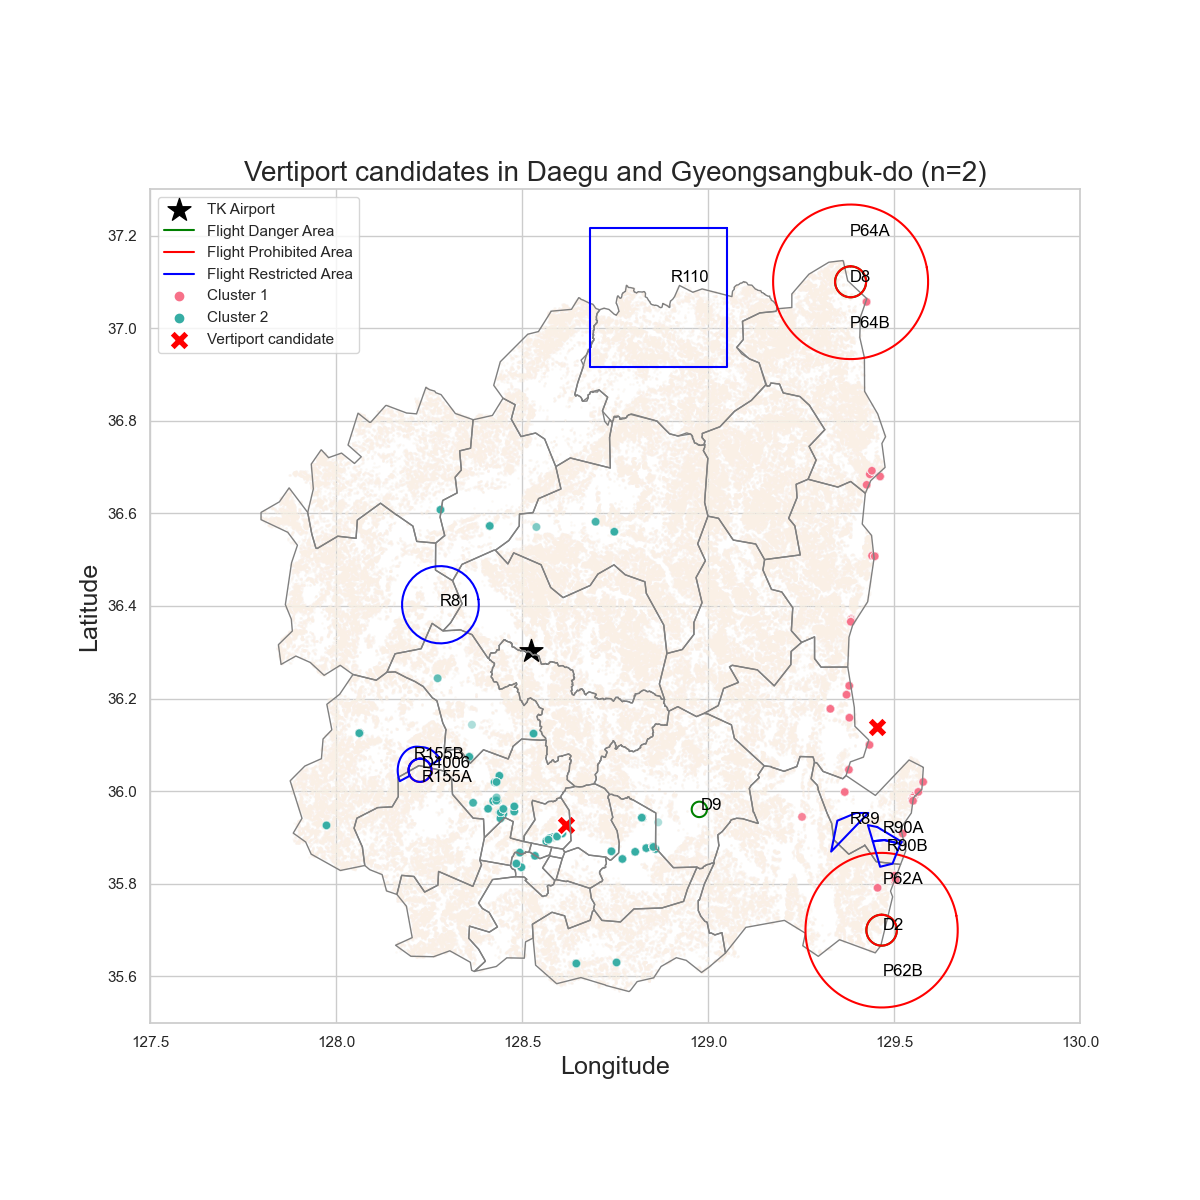 Vertiport candidates in Daegu and Gyeongsangbuk-do (n=2)
TK Airport
Flight Danger Area
Flight Prohibited Area
Flight Restricted Area
Cluster 1
Cluster 2
Vertiport candidate
P64A
R110
D8
P64B
R81
R155B
R155A
D9
R89
R90A
R90B
P62A
D2
P62B
37.2
37.0
36.8
36.6
36.4
36.2
36.0
35.8
35.6
Latitude
127.5
128.0
128.5
129.0
129.5
130.0
Longitude